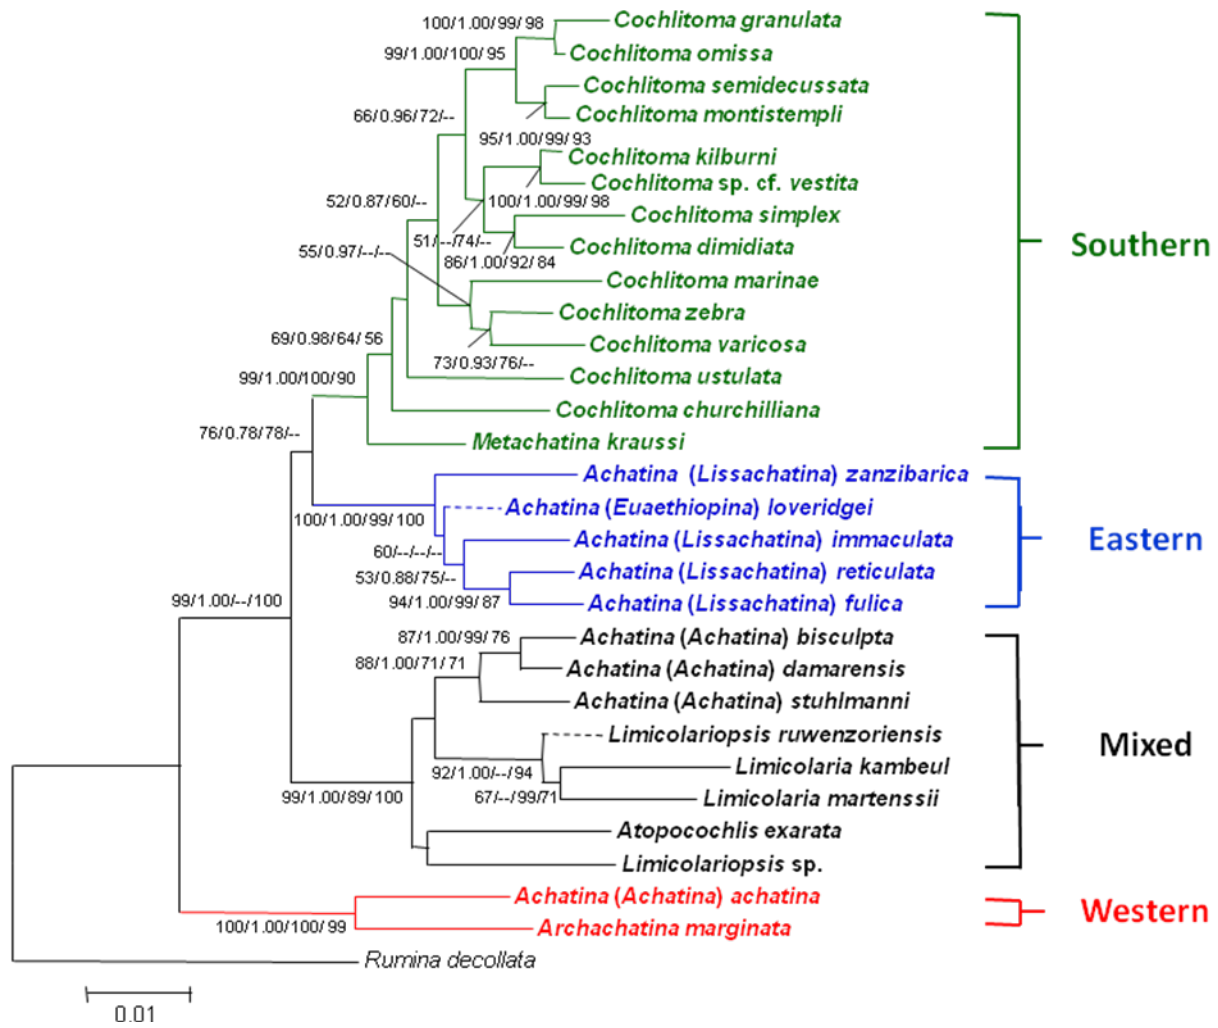 100/1.00/99/98
Cochlitoma granulata
99/1.00/100/95
Cochlitoma omissa
Cochlitoma semidecussata
66/0.96/72/--
Cochlitoma montistempli
95/1.00/99/93
Cochlitoma kilburni
Cochlitoma sp. cf. vestita
52/0.87/60/--
100/1.00/99/98
Cochlitoma simplex
51/--/74/--
Southern
55/0.97/--/--
Cochlitoma dimidiata
86/1.00/92/84
Cochlitoma marinae
Cochlitoma zebra
69/0.98/64/56
Cochlitoma varicosa
73/0.93/76/--
99/1.00/100/90
Cochlitoma ustulata
Cochlitoma churchilliana
76/0.78/78/--
Metachatina kraussi
Achatina (Lissachatina) zanzibarica
Achatina (Euaethiopina) loveridgei
100/1.00/99/100
Achatina (Lissachatina) immaculata
Eastern
60/--/--/--
Achatina (Lissachatina) reticulata
53/0.88/75/--
94/1.00/99/87
Achatina (Lissachatina) fulica
99/1.00/--/100
87/1.00/99/76
Achatina (Achatina) bisculpta
88/1.00/71/71
Achatina (Achatina) damarensis
Achatina (Achatina) stuhlmanni
Limicolariopsis ruwenzoriensis
Mixed
92/1.00/--/94
Limicolaria kambeul
99/1.00/89/100
67/--/99/71
Limicolaria martenssii
Atopocochlis exarata
Limicolariopsis sp.
Achatina (Achatina) achatina
Western
100/1.00/100/99
Archachatina marginata
Rumina decollata
0.01